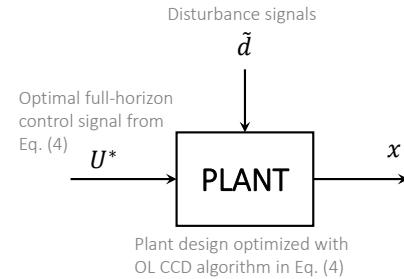 Disturbance signals
d̃
Optimal full-horizon
control signal from
Eq. (4)
U*
PLANT
x
Plant design optimized with
OL CCD algorithm in Eq. (4)